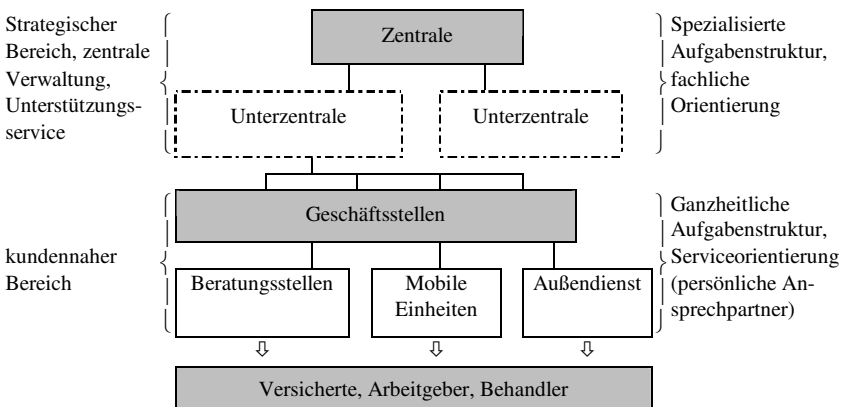 Strategischer
Bereich, zentrale
Verwaltung,
Unterstützungs-
service
Zentrale
Spezialisierte
Aufgabenstruktur,
fachliche
Orientierung
Unterzentrale
Unterzentrale
kundennaher
Bereich
Geschäftsstellen
Ganzheitliche
Aufgabenstruktur,
Serviceorientierung
(persönliche An-
sprechpartner)
Beratungsstellen
Mobile
Einheiten
Außendienst
Versicherte, Arbeitgeber, Behandler